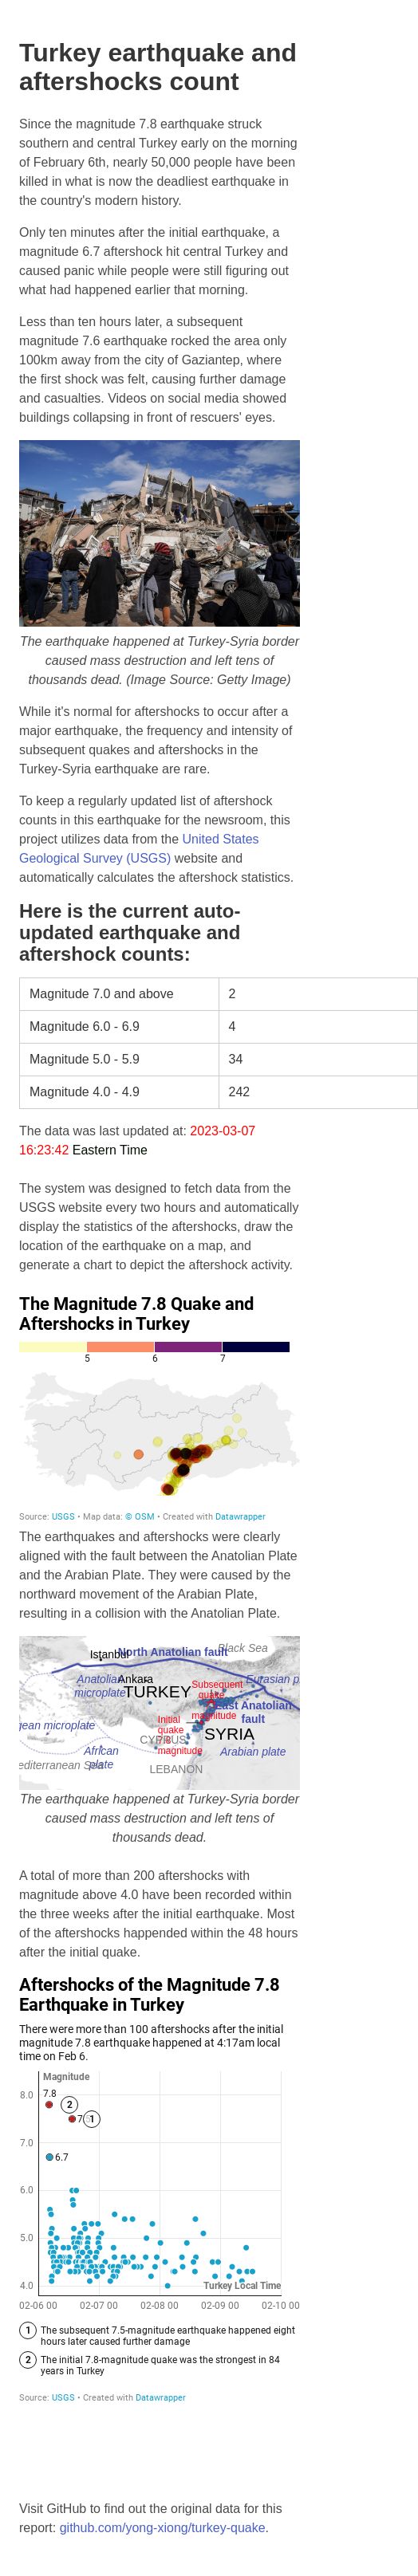 Turkey earthquake and
aftershocks count
Since the magnitude 7.8 earthquake struck
southern and central Turkey early on the morning
of February 6th, nearly 50,000 people have been
killed in what is now the deadliest earthquake in
the country's modern history.
Only ten minutes after the initial earthquake, a
magnitude 6.7 aftershock hit central Turkey and
caused panic while people were still figuring out
what had happened earlier that morning.
Less than ten hours later, a subsequent
magnitude 7.6 earthquake rocked the area only
100km away from the city of Gaziantep, where
the first shock was felt, causing further damage
and casualties. Videos on social media showed
buildings collapsing in front of rescuers' eyes.
The earthquake happened at Turkey-Syria border
caused mass destruction and left tens of
thousands dead. (Image Source: Getty Image)
While it's normal for aftershocks to occur after a
major earthquake, the frequency and intensity of
subsequent quakes and aftershocks in the
Turkey-Syria earthquake are rare.
To keep a regularly updated list of aftershock
counts in this earthquake for the newsroom, this
project utilizes data from the United States
Geological Survey (USGS) website and
automatically calculates the aftershock statistics.
Here is the current auto-
updated earthquake and
aftershock counts:
Magnitude 7.0 and above 2
Magnitude 6.0 - 6.9 4
Magnitude 5.0 - 5.9 34
Magnitude 4.0 - 4.9 242
The data was last updated at: 2023-03-07
16:23:42 Eastern Time
The system was designed to fetch data from the
USGS website every two hours and automatically
display the statistics of the aftershocks, draw the
location of the earthquake on a map, and
generate a chart to depict the aftershock activity.
The Magnitude 7.8 Quake and
Aftershocks in Turkey
5 6 7
Source: USGS • Map data: © OSM • Created with Datawrapper
The earthquakes and aftershocks were clearly
aligned with the fault between the Anatolian Plate
and the Arabian Plate. They were caused by the
northward movement of the Arabian Plate,
resulting in a collision with the Anatolian Plate.
Black Sea
Istanbul North Anatolian fault
Anatolian Ankara Eurasian p
microplate TURKEY Subsequent
quake
magnitude
East Anatolian
fault
gean microplate Initial
quake
magnitude
CYPRUS SYRIA
African
plate Arabian plate
editerranean Sea
LEBANON
The earthquake happened at Turkey-Syria border
caused mass destruction and left tens of
thousands dead.
A total of more than 200 aftershocks with
magnitude above 4.0 have been recorded within
the three weeks after the initial earthquake. Most
of the aftershocks happened within the 48 hours
after the initial quake.
Aftershocks of the Magnitude 7.8
Earthquake in Turkey
There were more than 100 aftershocks after the initial
magnitude 7.8 earthquake happened at 4:17am local
time on Feb 6.
Magnitude
8.0 7.8
2
1
7.0
6.7
6.0
5.0
4.0 Turkey Local Time
02-06 00 02-07 00 02-08 00 02-09 00 02-10 00
1 The subsequent 7.5-magnitude earthquake happened eight
hours later caused further damage
2 The initial 7.8-magnitude quake was the strongest in 84
years in Turkey
Source: USGS • Created with Datawrapper
Visit GitHub to find out the original data for this
report: github.com/yong-xiong/turkey-quake.